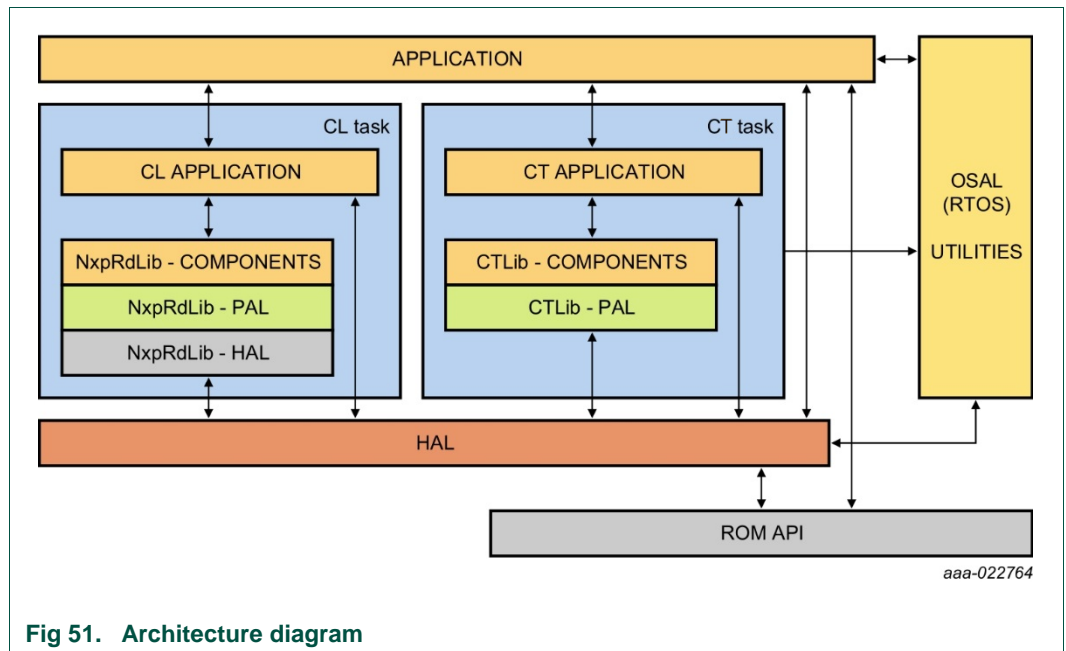 APPLICATION
CL task
CL APPLICATION
NxpRdLib - COMPONENTS
NxpRdLib - PAL
NxpRdLib - HAL
CT task
CT APPLICATION
CTLib - COMPONENTS
CTLib - PAL
OSAL
(RTOS)
UTILITIES
HAL
ROM API
aaa-022764
Fig 51. Architecture diagram